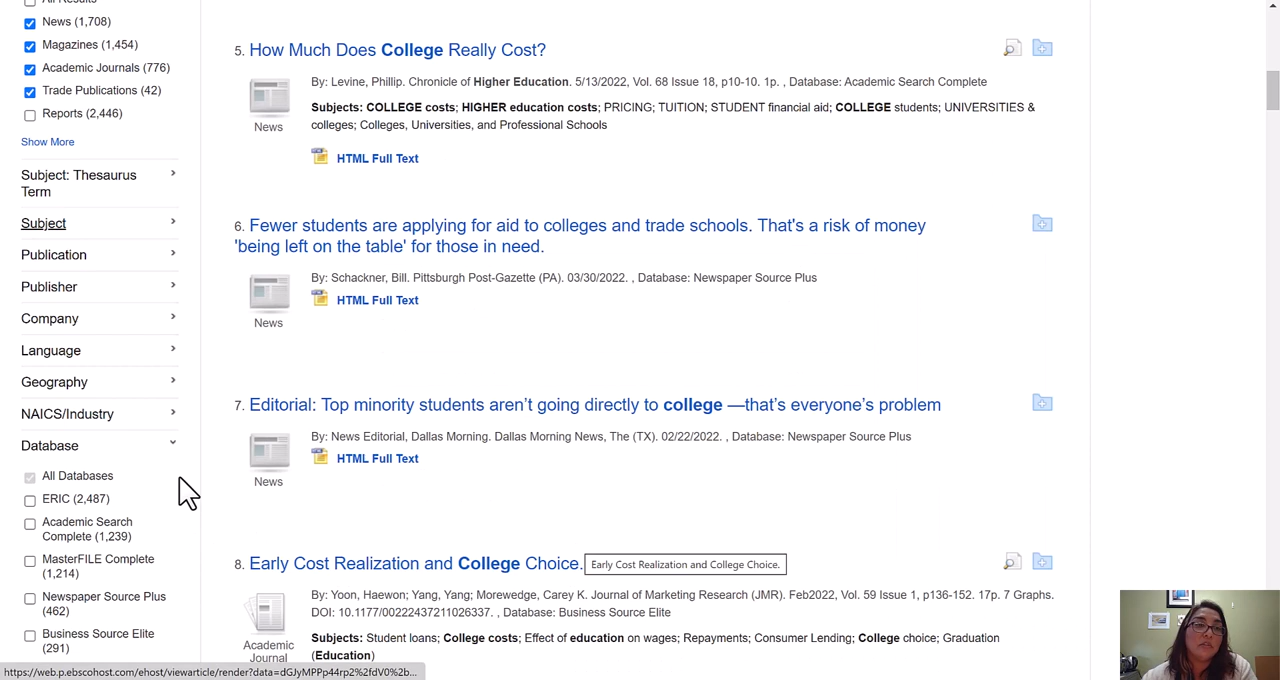 All Results
News (1,708)
Magazines (1,454)
Academic Journals (776)
Trade Publications (42)
Reports (2,446)
Show More
Subject: Thesaurus
Term
Subject
Publication
Publisher
Company
Language
Geography
NAICS/Industry
Database
All Databases
ERIC (2,487)
Academic Search
Complete (1,239)
MasterFILE Complete
(1,214)
Newspaper Source Plus
(462)
Business Source Elite
(291)
5. How Much Does College Really Cost?
By: Levine, Phillip. Chronicle of Higher Education. 5/13/2022, Vol. 68 Issue 18, p10-10. 1p. , Database: Academic Search Complete
Subjects: COLLEGE costs; HIGHER education costs; PRICING; TUITION; STUDENT financial aid; COLLEGE students; UNIVERSITIES &
colleges; Colleges, Universities, and Professional Schools
News
HTML Full Text
6. Fewer students are applying for aid to colleges and trade schools. That's a risk of money
'being left on the table' for those in need.
By: Schackner, Bill. Pittsburgh Post-Gazette (PA). 03/30/2022. , Database: Newspaper Source Plus
HTML Full Text
News
7. Editorial: Top minority students aren’t going directly to college —that’s everyone’s problem
By: News Editorial, Dallas Morning. Dallas Morning News, The (TX). 02/22/2022. , Database: Newspaper Source Plus
HTML Full Text
News
8. Early Cost Realization and College Choice.
Early Cost Realization and College Choice.
By: Yoon, Haewon; Yang, Yang; Morewedge, Carey K. Journal of Marketing Research (JMR). Feb2022, Vol. 59 Issue 1, p136-152. 17p. 7 Graphs.
DOI: 10.1177/00222437211026337. , Database: Business Source Elite
Subjects: Student loans; College costs; Effect of education on wages; Repayments; Consumer Lending; College choice; Graduation
(Education)
Academic
Journal
https://web.p.ebscohost.com/ehost/viewarticle/render?data=dGJyMPPp44rp2%2fdV0%2b...